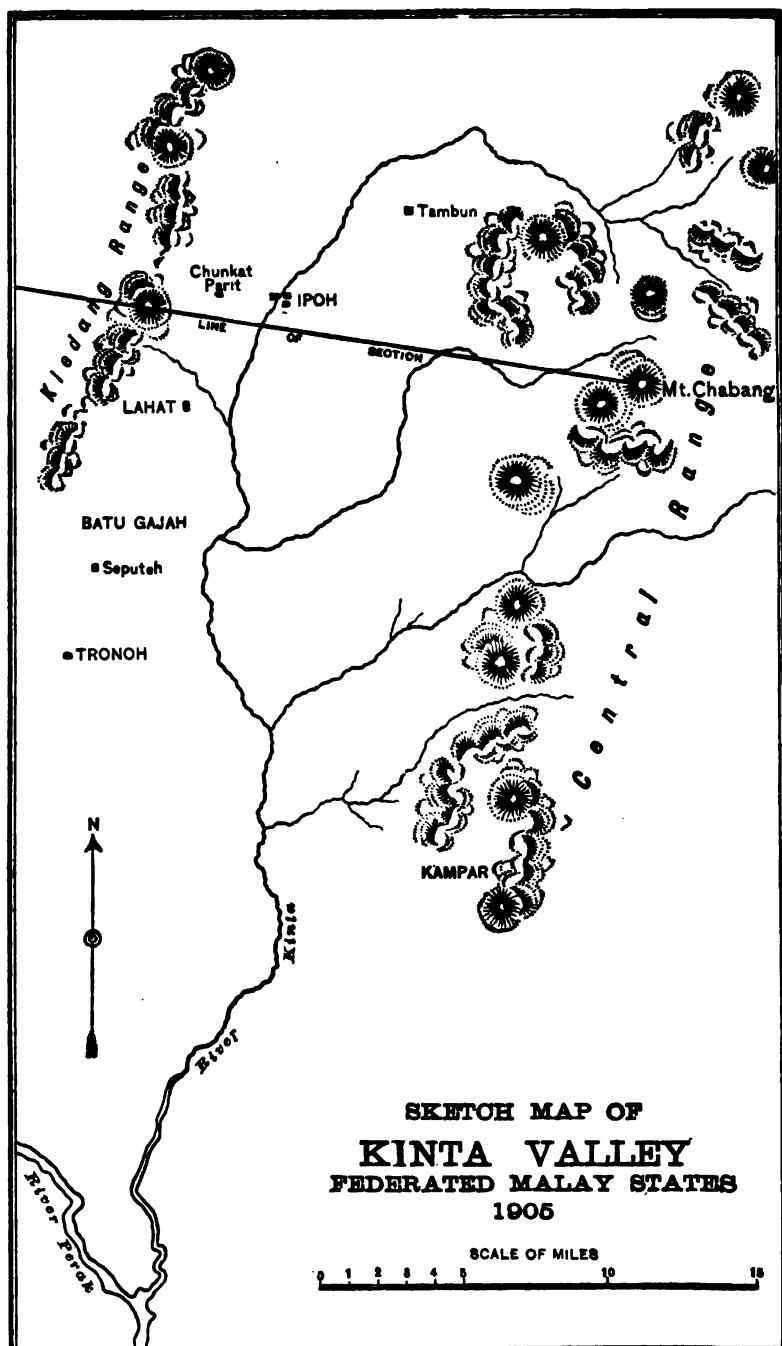 Kledang Range
Tambun
Chunkat
Parit
IPOH
LINE OF SECTION
Mt. Chabang
LAHAT
BATU GAJAH
Seputeh
TRONOH
Central Range
N
KAMPAR
River Kinta
River Perak
SKETCH MAP OF
KINTA VALLEY
FEDERATED MALAY STATES
1905
SCALE OF MILES
0 1 2 3 4 5 10 15